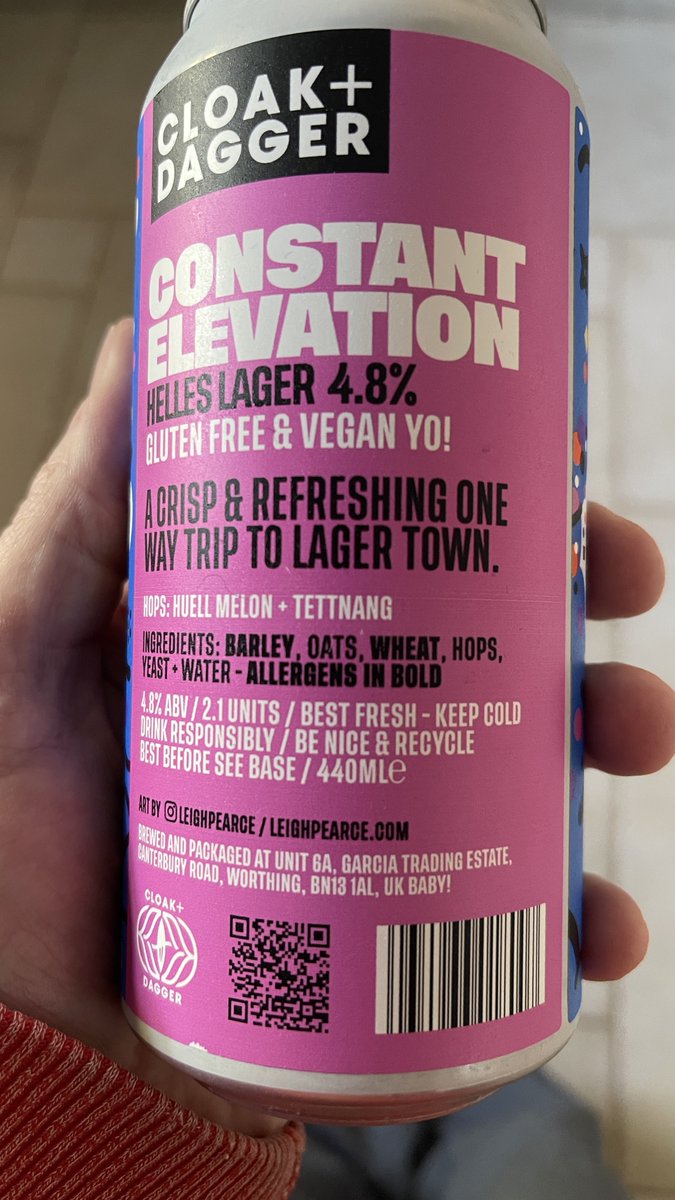 CLOAK+
DAGGER
CONSTANT
ELEVATION
HELLES LAGER 4.8%
GLUTEN FREE & VEGAN YO!
A CRISP & REFRESHING ONE
WAY TRIP TO LAGER TOWN.
HOPS: HUELL MELON + TETTNANG
INGREDIENTS: BARLEY, OATS, WHEAT, HOPS,
YEAST + WATER - ALLERGENS IN BOLD
4.8% ABV / 2.1 UNITS / BEST FRESH - KEEP COLD
DRINK RESPONSIBLY / BE NICE & RECYCLE
BEST BEFORE SEE BASE / 440ML℮
ART BY LEIGHPEARCE / LEIGHPEARCE.COM
BREWED AND PACKAGED AT UNIT 6A, GARCIA TRADING ESTATE,
CANTERBURY ROAD, WORTHING, BN13 1AL, UK BABY!
CLOAK+
DAGGER